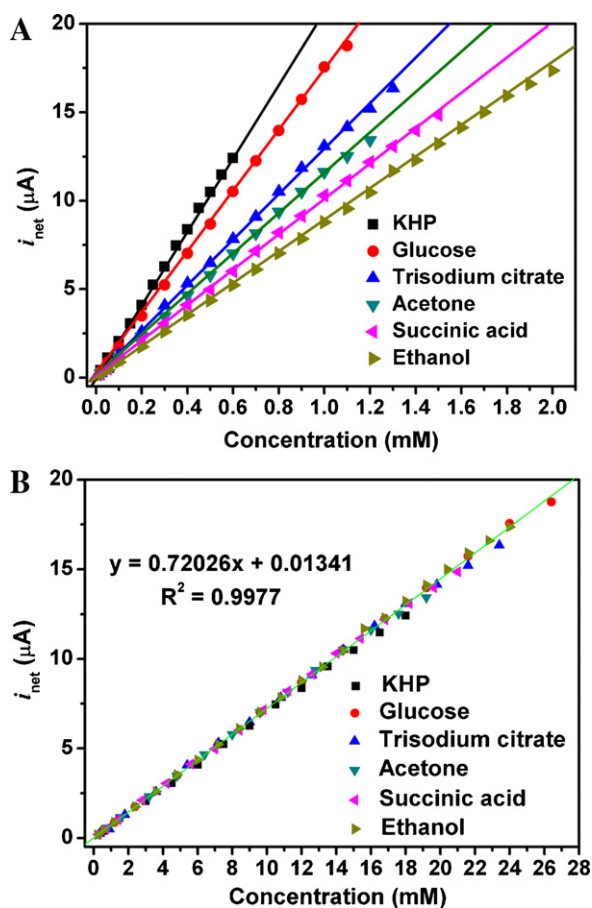 A
20
15
10
5
0
i_net (µA)
KHP
Glucose
Trisodium citrate
Acetone
Succinic acid
Ethanol
0.0 0.2 0.4 0.6 0.8 1.0 1.2 1.4 1.6 1.8 2.0
Concentration (mM)
B
20
15
10
5
0
i_net (µA)
y = 0.72026x + 0.01341
R² = 0.9977
KHP
Glucose
Trisodium citrate
Acetone
Succinic acid
Ethanol
0 2 4 6 8 10 12 14 16 18 20 22 24 26 28
Concentration (mM)